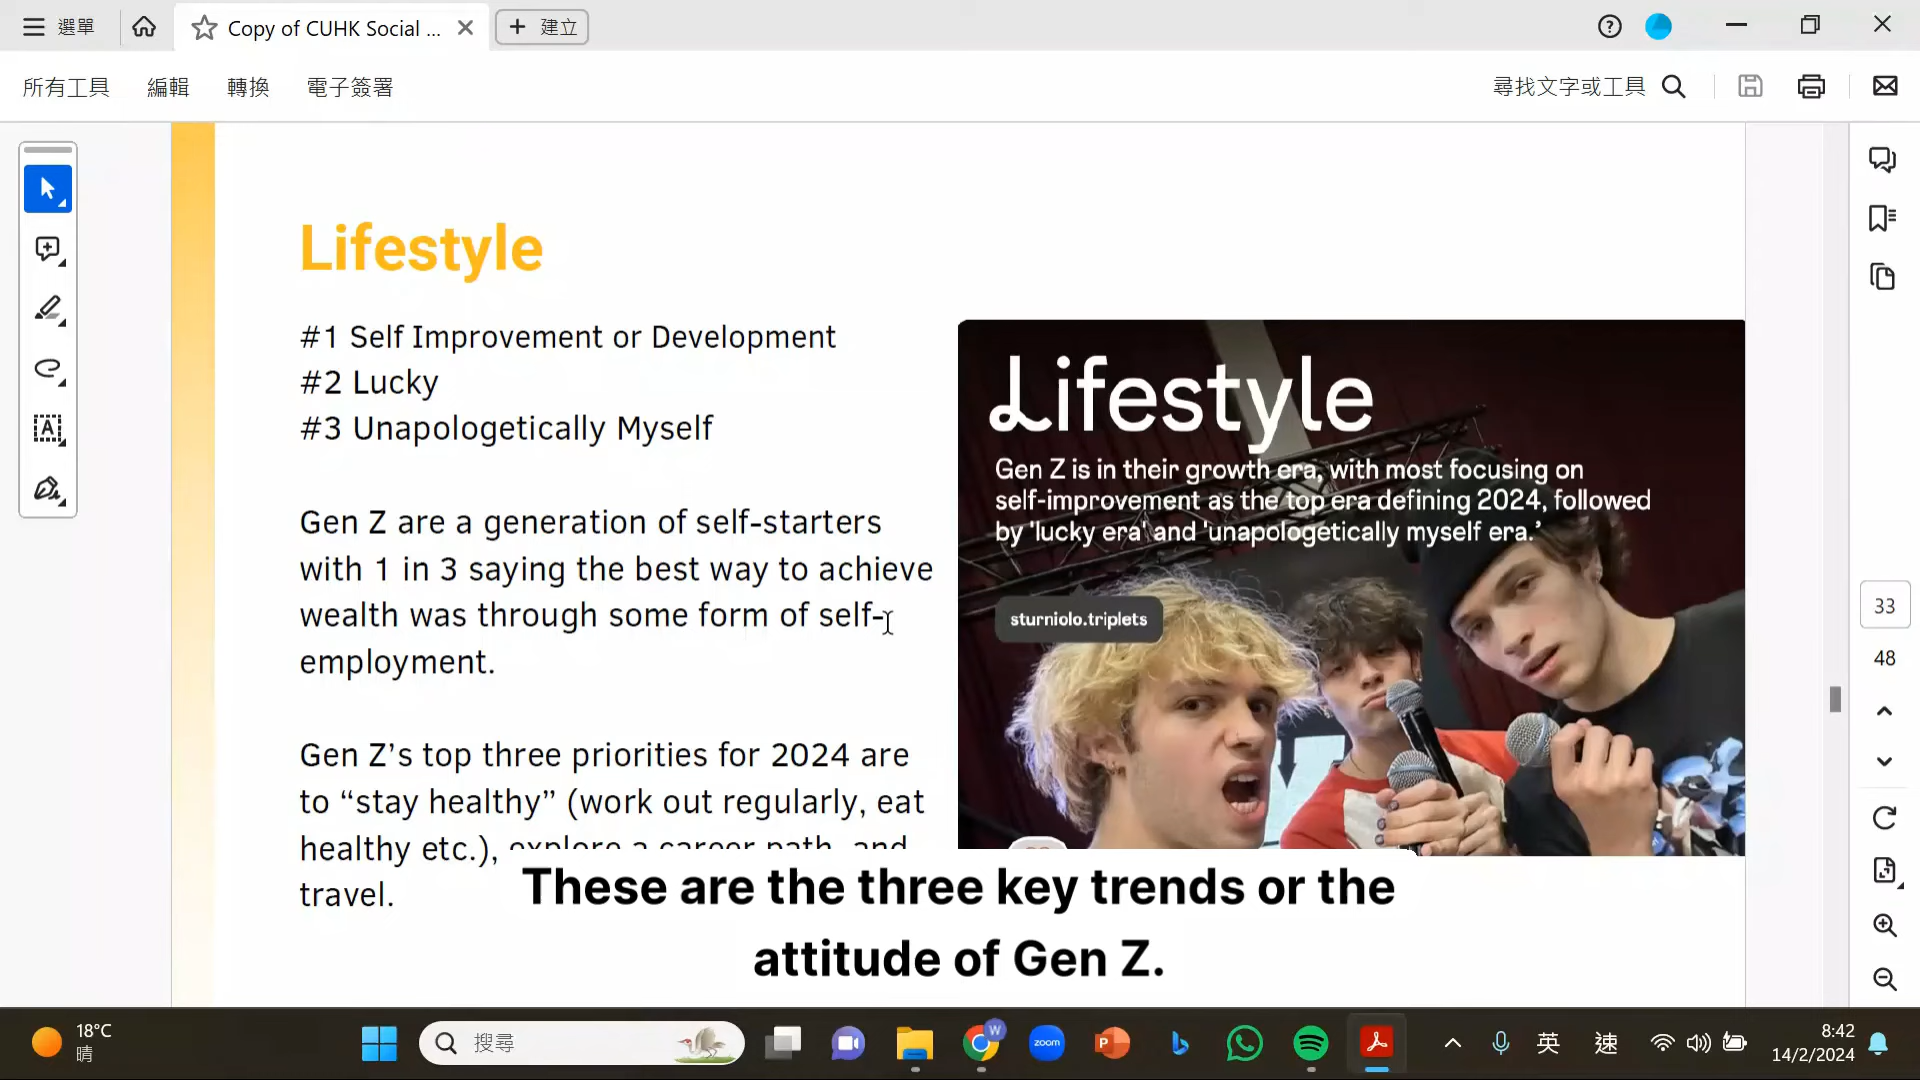 選單
Copy of CUHK Social ...
建立
所有工具
編輯
轉換
電子簽署
尋找文字或工具
Lifestyle
#1 Self Improvement or Development
#2 Lucky
#3 Unapologetically Myself
Gen Z are a generation of self-starters
with 1 in 3 saying the best way to achieve
wealth was through some form of self-
employment.
Gen Z’s top three priorities for 2024 are
to “stay healthy” (work out regularly, eat
healthy etc.), explore a career path, and
travel.
Lifestyle
Gen Z is in their growth era, with most focusing on
self-improvement as the top era defining 2024, followed
by 'lucky era' and 'unapologetically myself era.’
sturniolo.triplets
33
48
These are the three key trends or the
attitude of Gen Z.
18°C
晴
搜尋
W
zoom
P
英
速
8:42
14/2/2024